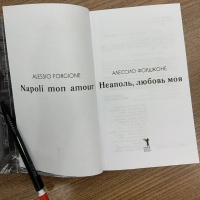 ALESSIO FORGIONE
Napoli mon amour
АЛЕССИО ФОРДЖОНЕ
Неаполь, любовь моя